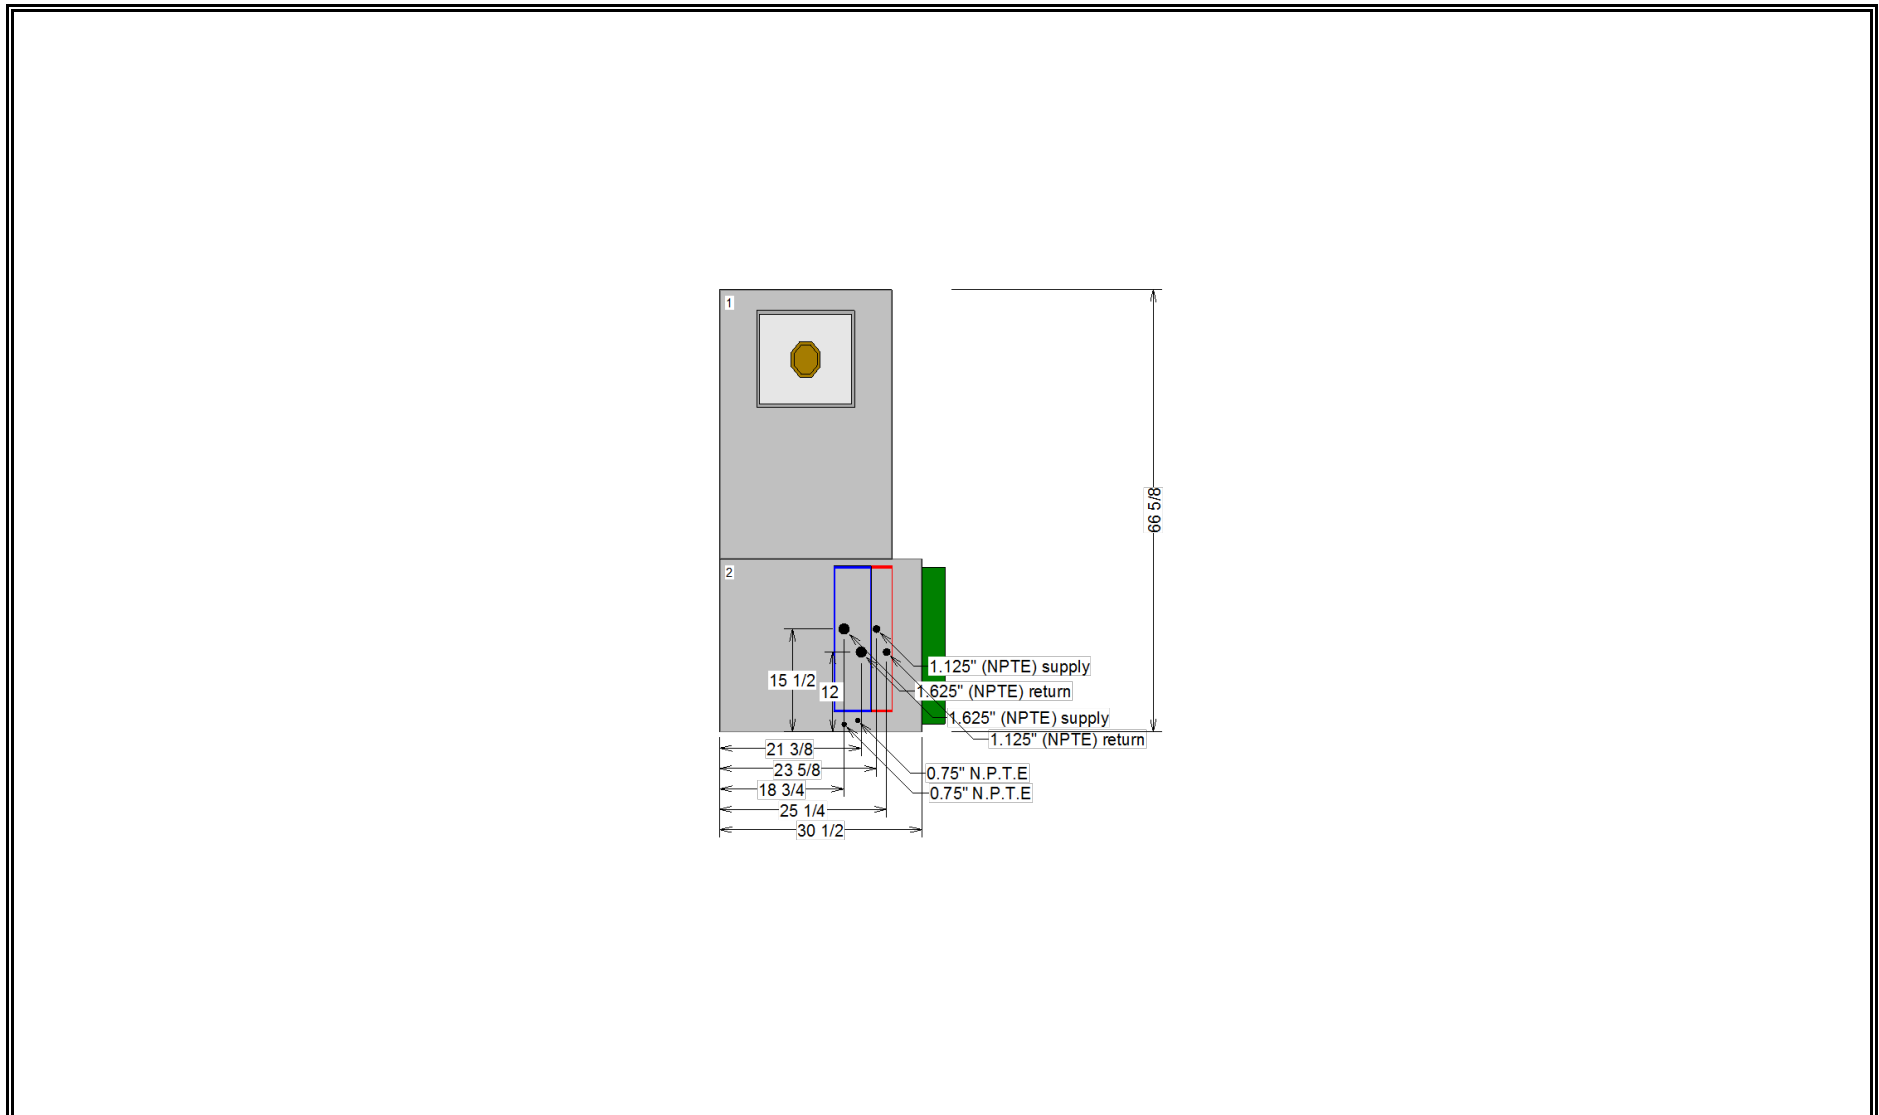 1
66 5/8
2
1.125" (NPTE) supply
15 1/2
12
1.625" (NPTE) return
1.625" (NPTE) supply
1.125" (NPTE) return
21 3/8
23 5/8
0.75" N.P.T.E
18 3/4
0.75" N.P.T.E
25 1/4
30 1/2